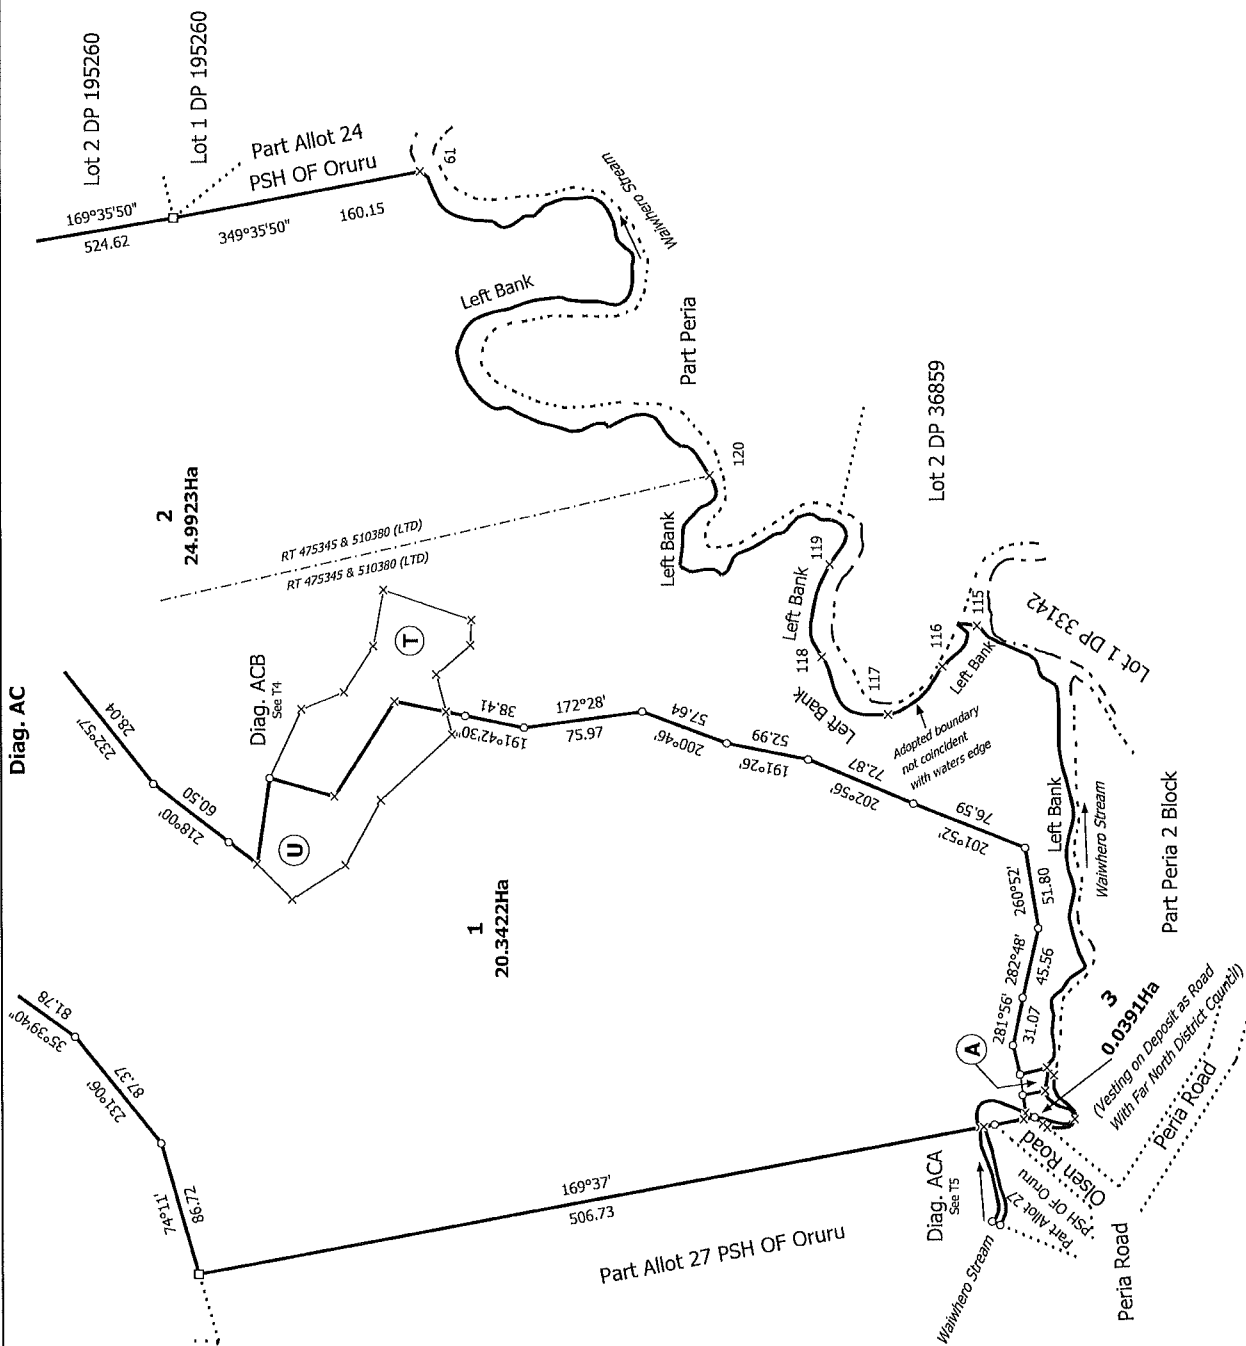 Diag. AC
Lot 2 DP 195260
Lot 1 DP 195260
169°35'50"
524.62
Part Allot 24
PSH OF Oruru
349°35'50"
160.15
61
Waiwhero Stream
Left Bank
Part Peria
2
24.9923Ha
RT 475345 & 510380 (LTD)
RT 475345 & 510380 (LTD)
120
Lot 2 DP 36859
Left Bank
119
Left Bank
118
117
Left Bank
116
115
Left Bank
Lot 1 DP 33142
Adopted boundary
not coincident
with waters edge
232°57'
28.04
218°00'
60.50
Diag. ACB
See T4
T
U
191°42'30"
38.41
172°28'
75.97
200°46'
57.64
191°26'
52.99
202°56'
72.87
201°52'
76.59
260°52'
51.80
282°48'
45.56
281°56'
31.07
Left Bank
Waiwhero Stream
Part Peria 2 Block
1
20.3422Ha
35°39'40"
81.78
231°06'
87.37
74°11'
86.72
169°37'
506.73
Part Allot 27 PSH OF Oruru
A
3
0.0391Ha
(Vesting on Deposit as Road
With Far North District Council)
Peria Road
Olsen Road
Diag. ACA
See T5
Part Allot 27
PSH OF Oruru
Waiwhero Stream
Peria Road